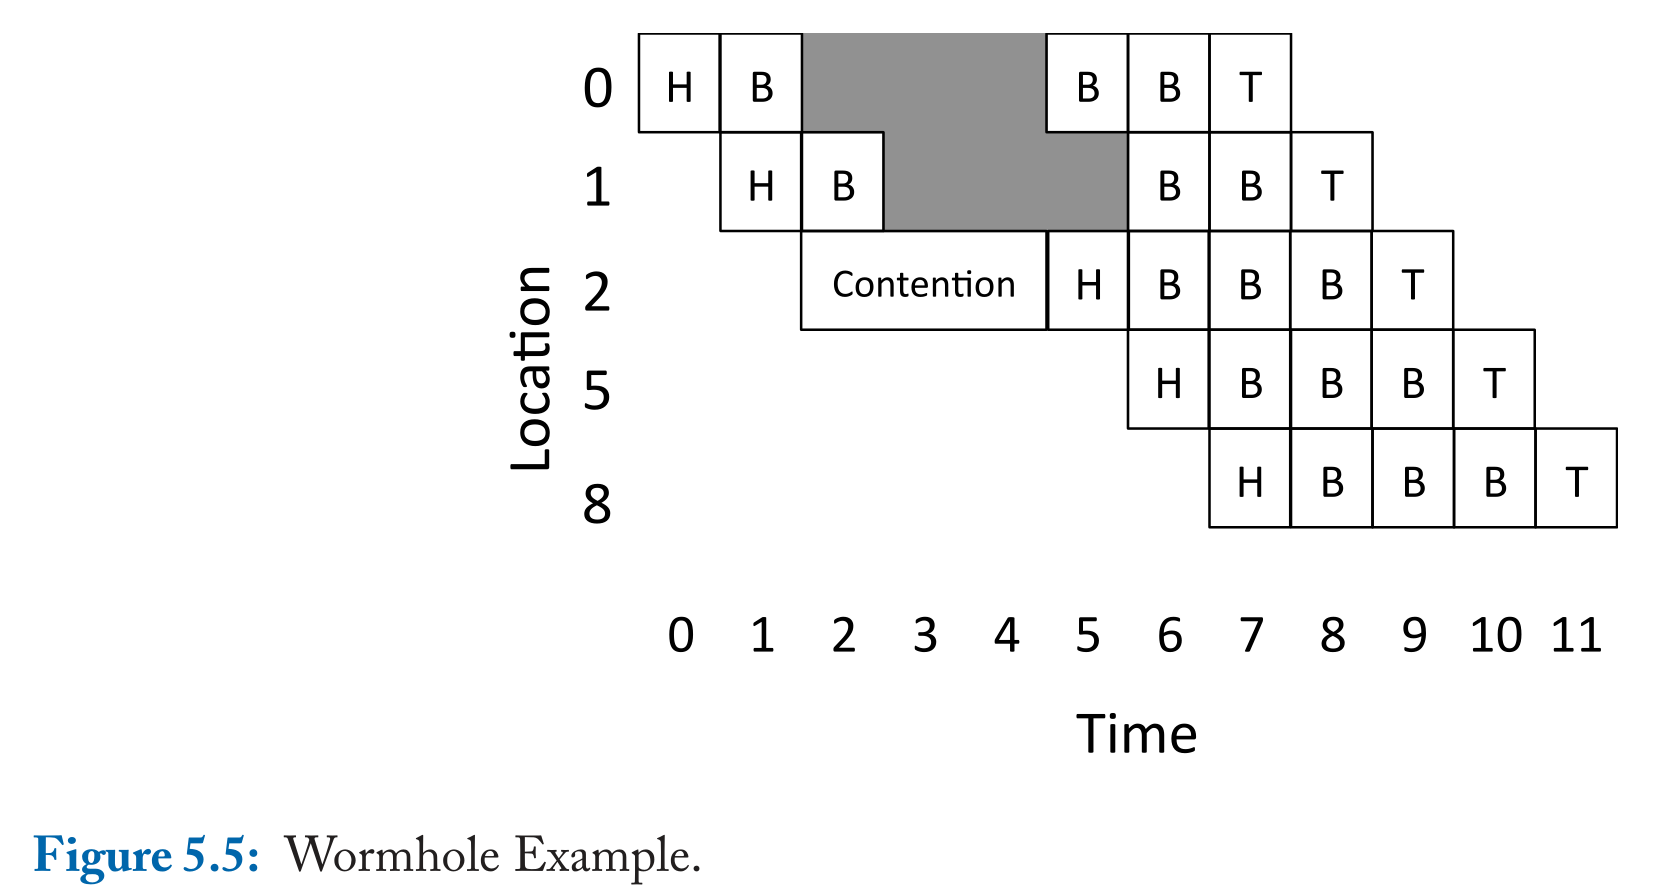 0 H B B B T
1 H B B B T
2 Contention H B B B T
5 H B B B T
8 H B B B T
Location
0 1 2 3 4 5 6 7 8 9 10 11
Time
Figure 5.5: Wormhole Example.